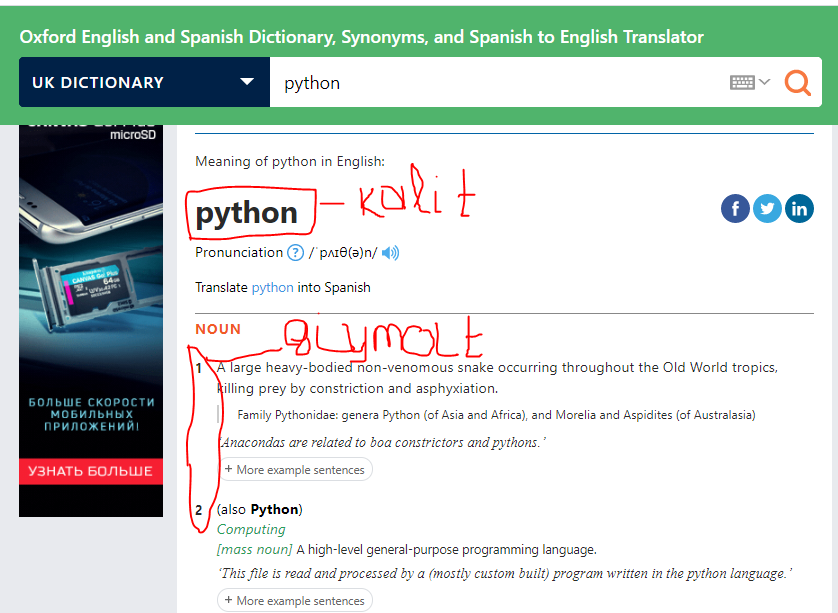 Oxford English and Spanish Dictionary, Synonyms, and Spanish to English Translator
UK DICTIONARY
python
microSD
64
GB
БОЛЬШЕ СКОРОСТИ
МОБИЛЬНЫХ
ПРИЛОЖЕНИЙ!
УЗНАТЬ БОЛЬШЕ
Meaning of python in English:
python – kalit
f
in
Pronunciation ? /ˈpʌɪθ(ə)n/
Translate python into Spanish
NOUN
qiymat
1 A large heavy-bodied non-venomous snake occurring throughout the Old World tropics,
killing prey by constriction and asphyxiation.
Family Pythonidae: genera Python (of Asia and Africa), and Morelia and Aspidites (of Australasia)
‘Anacondas are related to boa constrictors and pythons.’
+ More example sentences
2 (also Python)
Computing
[mass noun] A high-level general-purpose programming language.
‘This file is read and processed by a (mostly custom built) program written in the python language.’
+ More example sentences